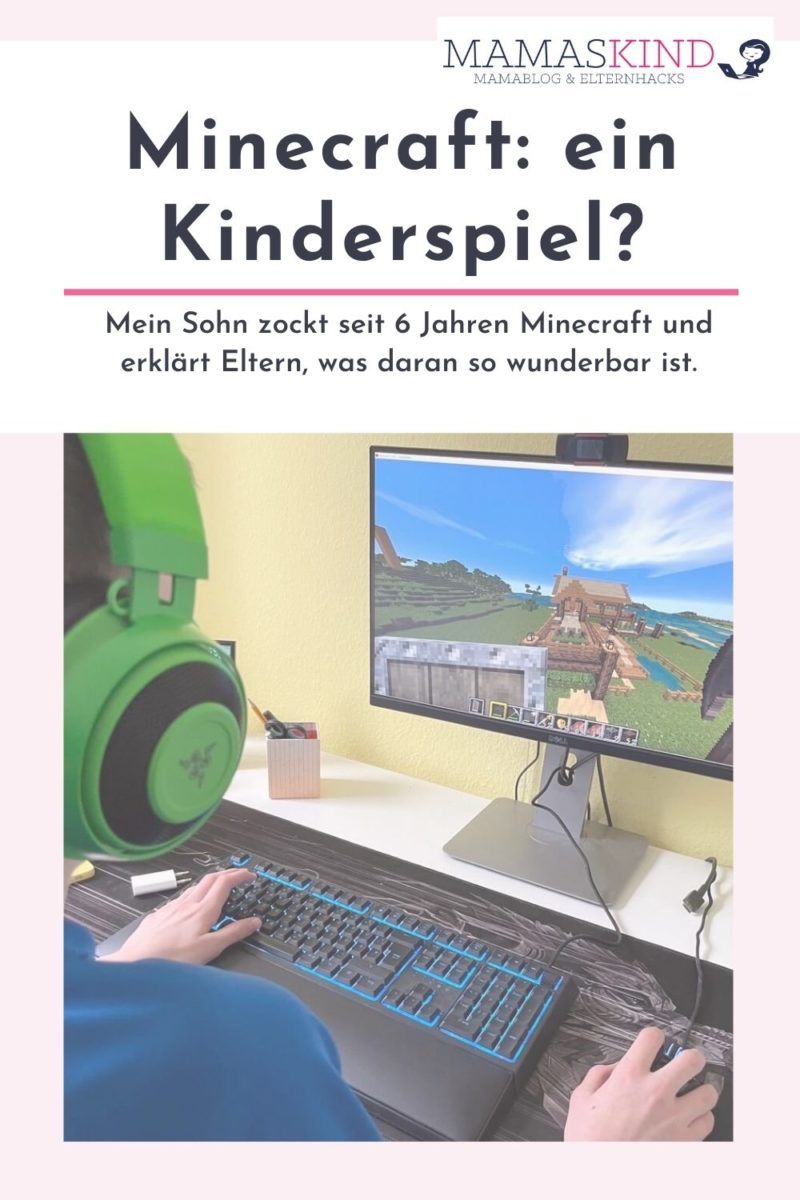 MAMASKIND
MAMABLOG & ELTERNHACKS
Minecraft: ein
Kinderspiel?
Mein Sohn zockt seit 6 Jahren Minecraft und
erklärt Eltern, was daran so wunderbar ist.
DELL